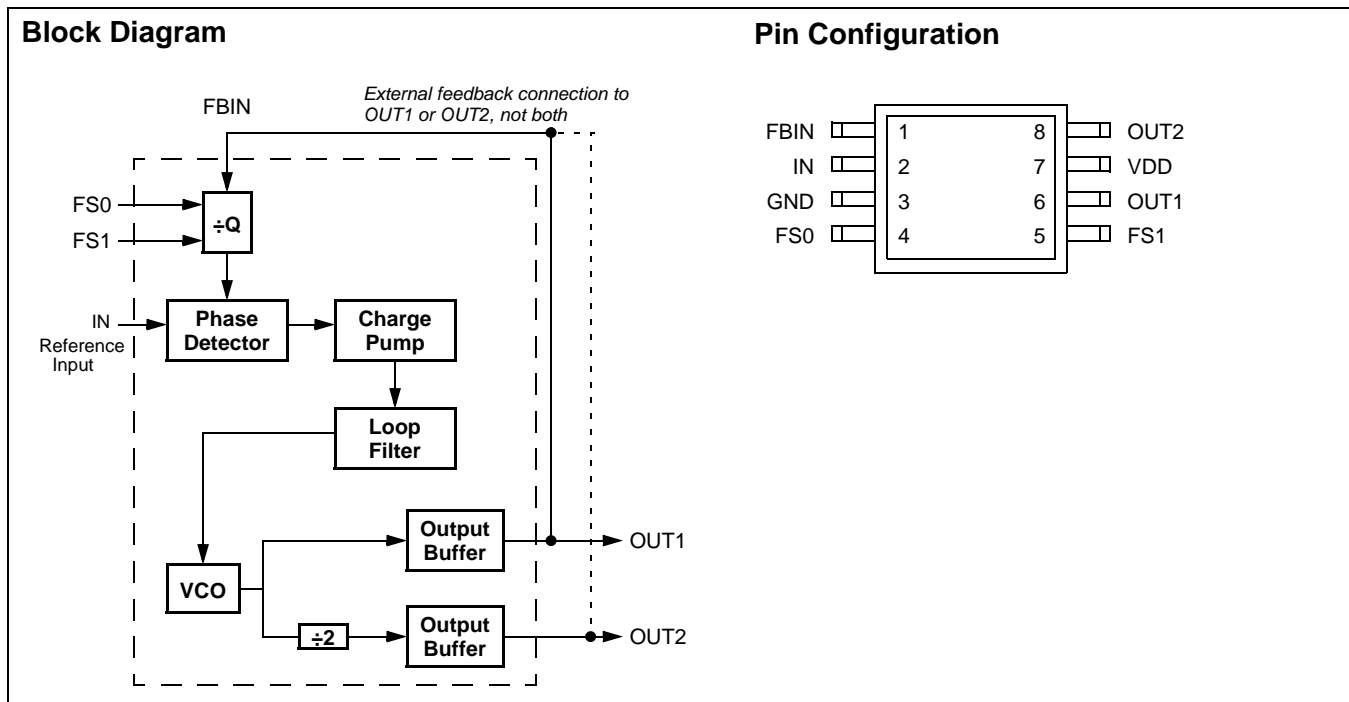 Block Diagram
FBIN
External feedback connection to
OUT1 or OUT2, not both
FS0
FS1
÷Q
IN
Reference
Input
Phase
Detector
Charge
Pump
Loop
Filter
VCO
÷2
Output
Buffer
OUT1
Output
Buffer
OUT2
Pin Configuration
FBIN 1 8 OUT2
IN 2 7 VDD
GND 3 6 OUT1
FS0 4 5 FS1